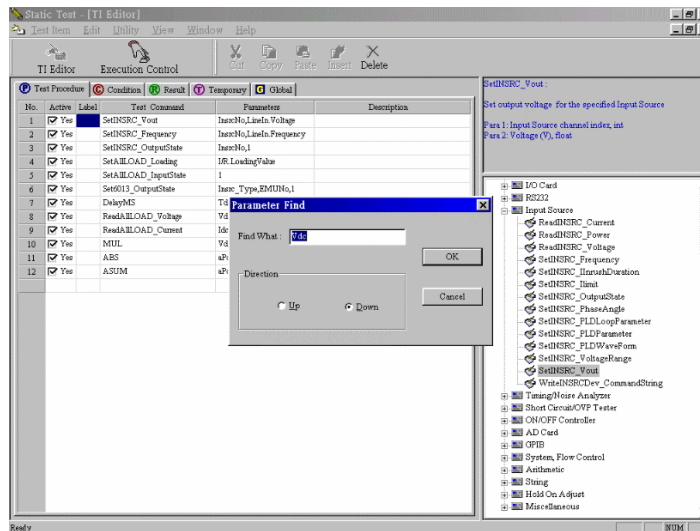 Static Test - [TI Editor]
Test Item Edit Utility View Window Help
TI Editor
Execution Control
Cut Copy Paste Insert Delete
P Test Procedure C Condition R Result T Temporary G Global
No. Active Label Test Command Parameters Description
1 Yes SetINSRC_Vout InsrcNo,LineIn.Voltage
2 Yes SetINSRC_Frequency InsrcNo,LineIn.Frequency
3 Yes SetINSRC_OutputState InsrcNo,1
4 Yes SetAllLOAD_Loading I/R.LoadingValue
5 Yes SetAllLOAD_InputState 1
6 Yes Set6013_OutputState Insrc_Type,EMUNo,1
7 Yes DelayMS Td
8 Yes ReadAllLOAD_Voltage Vd
9 Yes ReadAllLOAD_Current Idc
10 Yes MUL Vd
11 Yes ABS aPo
12 Yes ASUM aPo
Parameter Find
Find What : Vdc
OK
Direction
Up Down
Cancel
SetINSRC_Vout :
Set output voltage for the specified Input Source
Para 1: Input Source channel index, int
Para 2: Voltage (V), float
I/O Card
RS232
Input Source
ReadINSRC_Current
ReadINSRC_Power
ReadINSRC_Voltage
SetINSRC_Frequency
SetINSRC_IInrushDuration
SetINSRC_Ilimit
SetINSRC_OutputState
SetINSRC_PhaseAngle
SetINSRC_PLDLoopParameter
SetINSRC_PLDParameter
SetINSRC_PLDWaveForm
SetINSRC_VoltageRange
SetINSRC_Vout
WriteINSRCDev_CommandString
Timing/Noise Analyzer
Short Circuit/OVP Tester
ON/OFF Controller
AD Card
GPIB
System, Flow Control
Arithmetic
String
Hold On Adjust
Miscellaneous
Ready
NUM